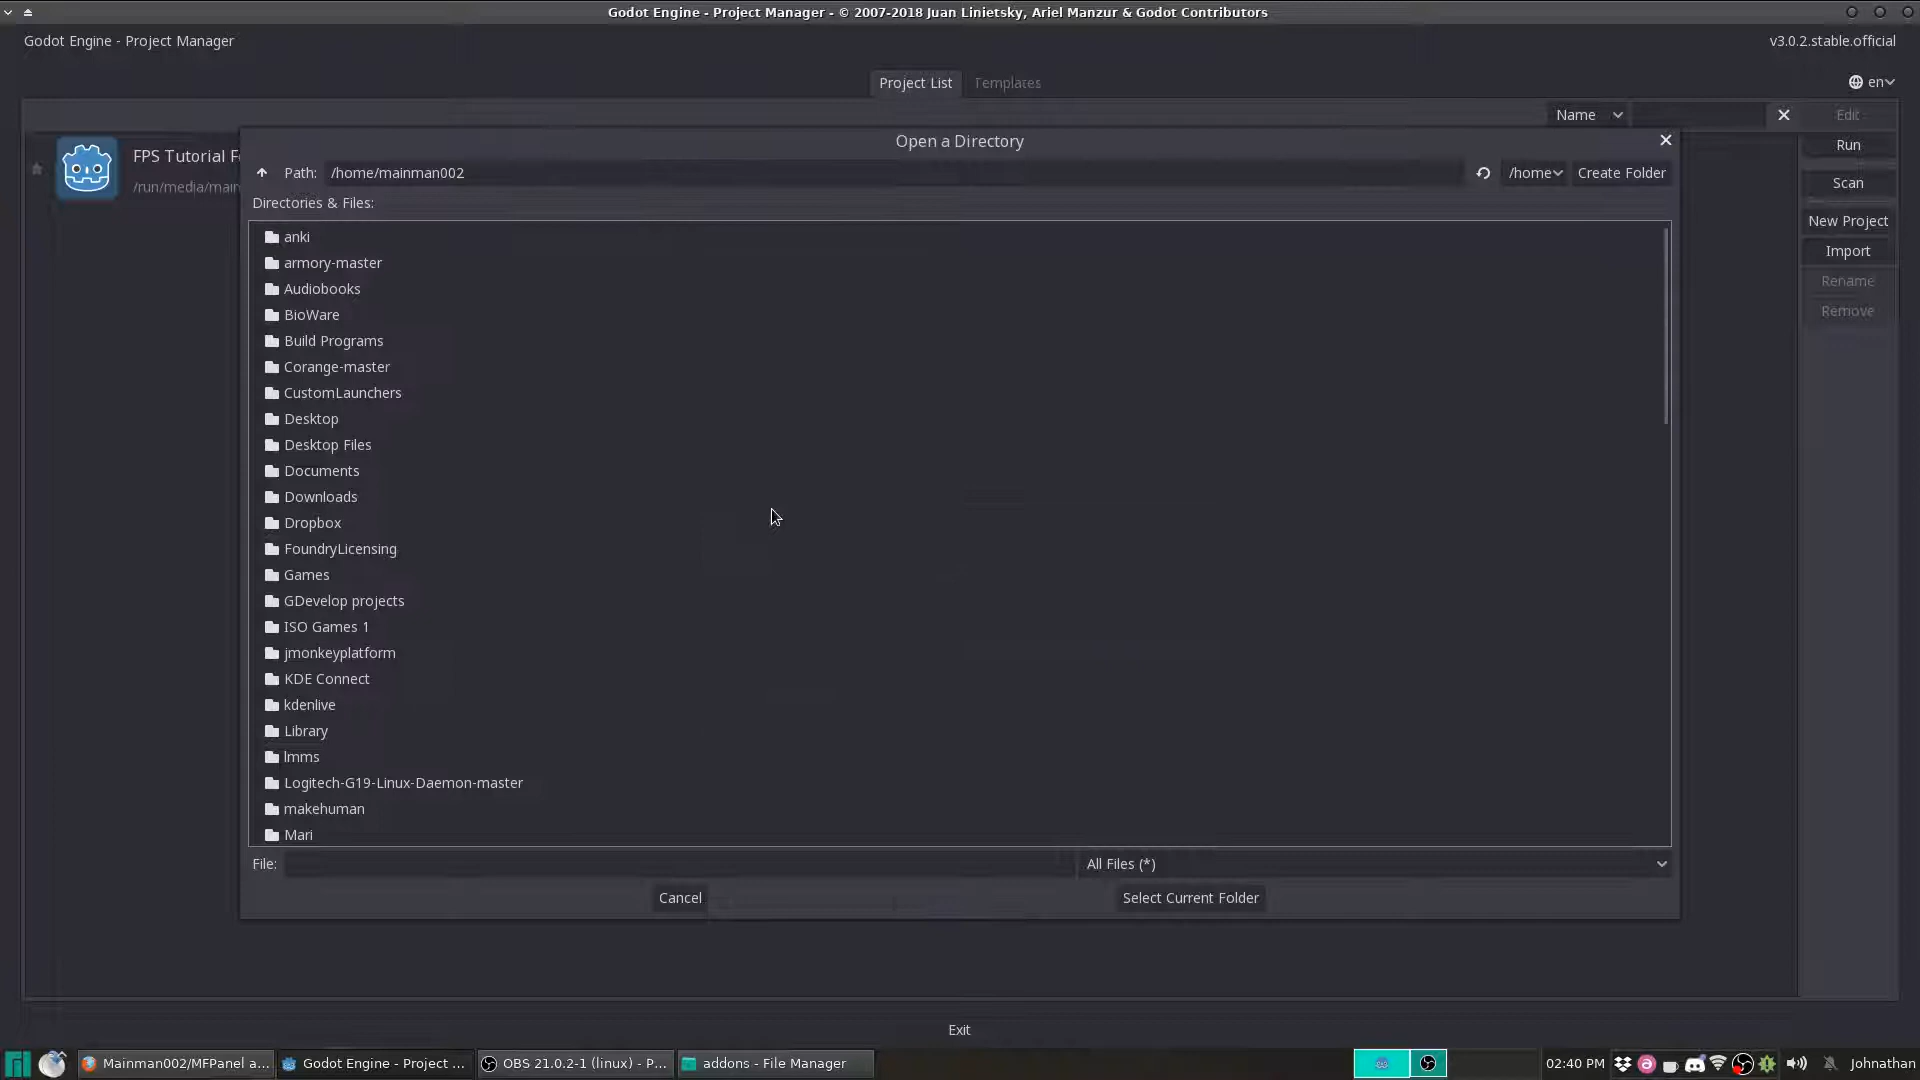 Godot Engine - Project Manager - © 2007-2018 Juan Linietsky, Ariel Manzur & Godot Contributors
Godot Engine - Project Manager
v3.0.2.stable.official
Project List
Templates
en
Name
Edit
FPS Tutorial F
/run/media/main
Run
Scan
New Project
Import
Rename
Remove
Open a Directory
Path: /home/mainman002
/home
Create Folder
Directories & Files:
anki
armory-master
Audiobooks
BioWare
Build Programs
Corange-master
CustomLaunchers
Desktop
Desktop Files
Documents
Downloads
Dropbox
FoundryLicensing
Games
GDevelop projects
ISO Games 1
jmonkeyplatform
KDE Connect
kdenlive
Library
lmms
Logitech-G19-Linux-Daemon-master
makehuman
Mari
File:
All Files (*)
Cancel
Select Current Folder
Exit
Mainman002/MFPanel a...
Godot Engine - Project ...
OBS 21.0.2-1 (linux) - P...
addons - File Manager
02:40 PM
Johnathan